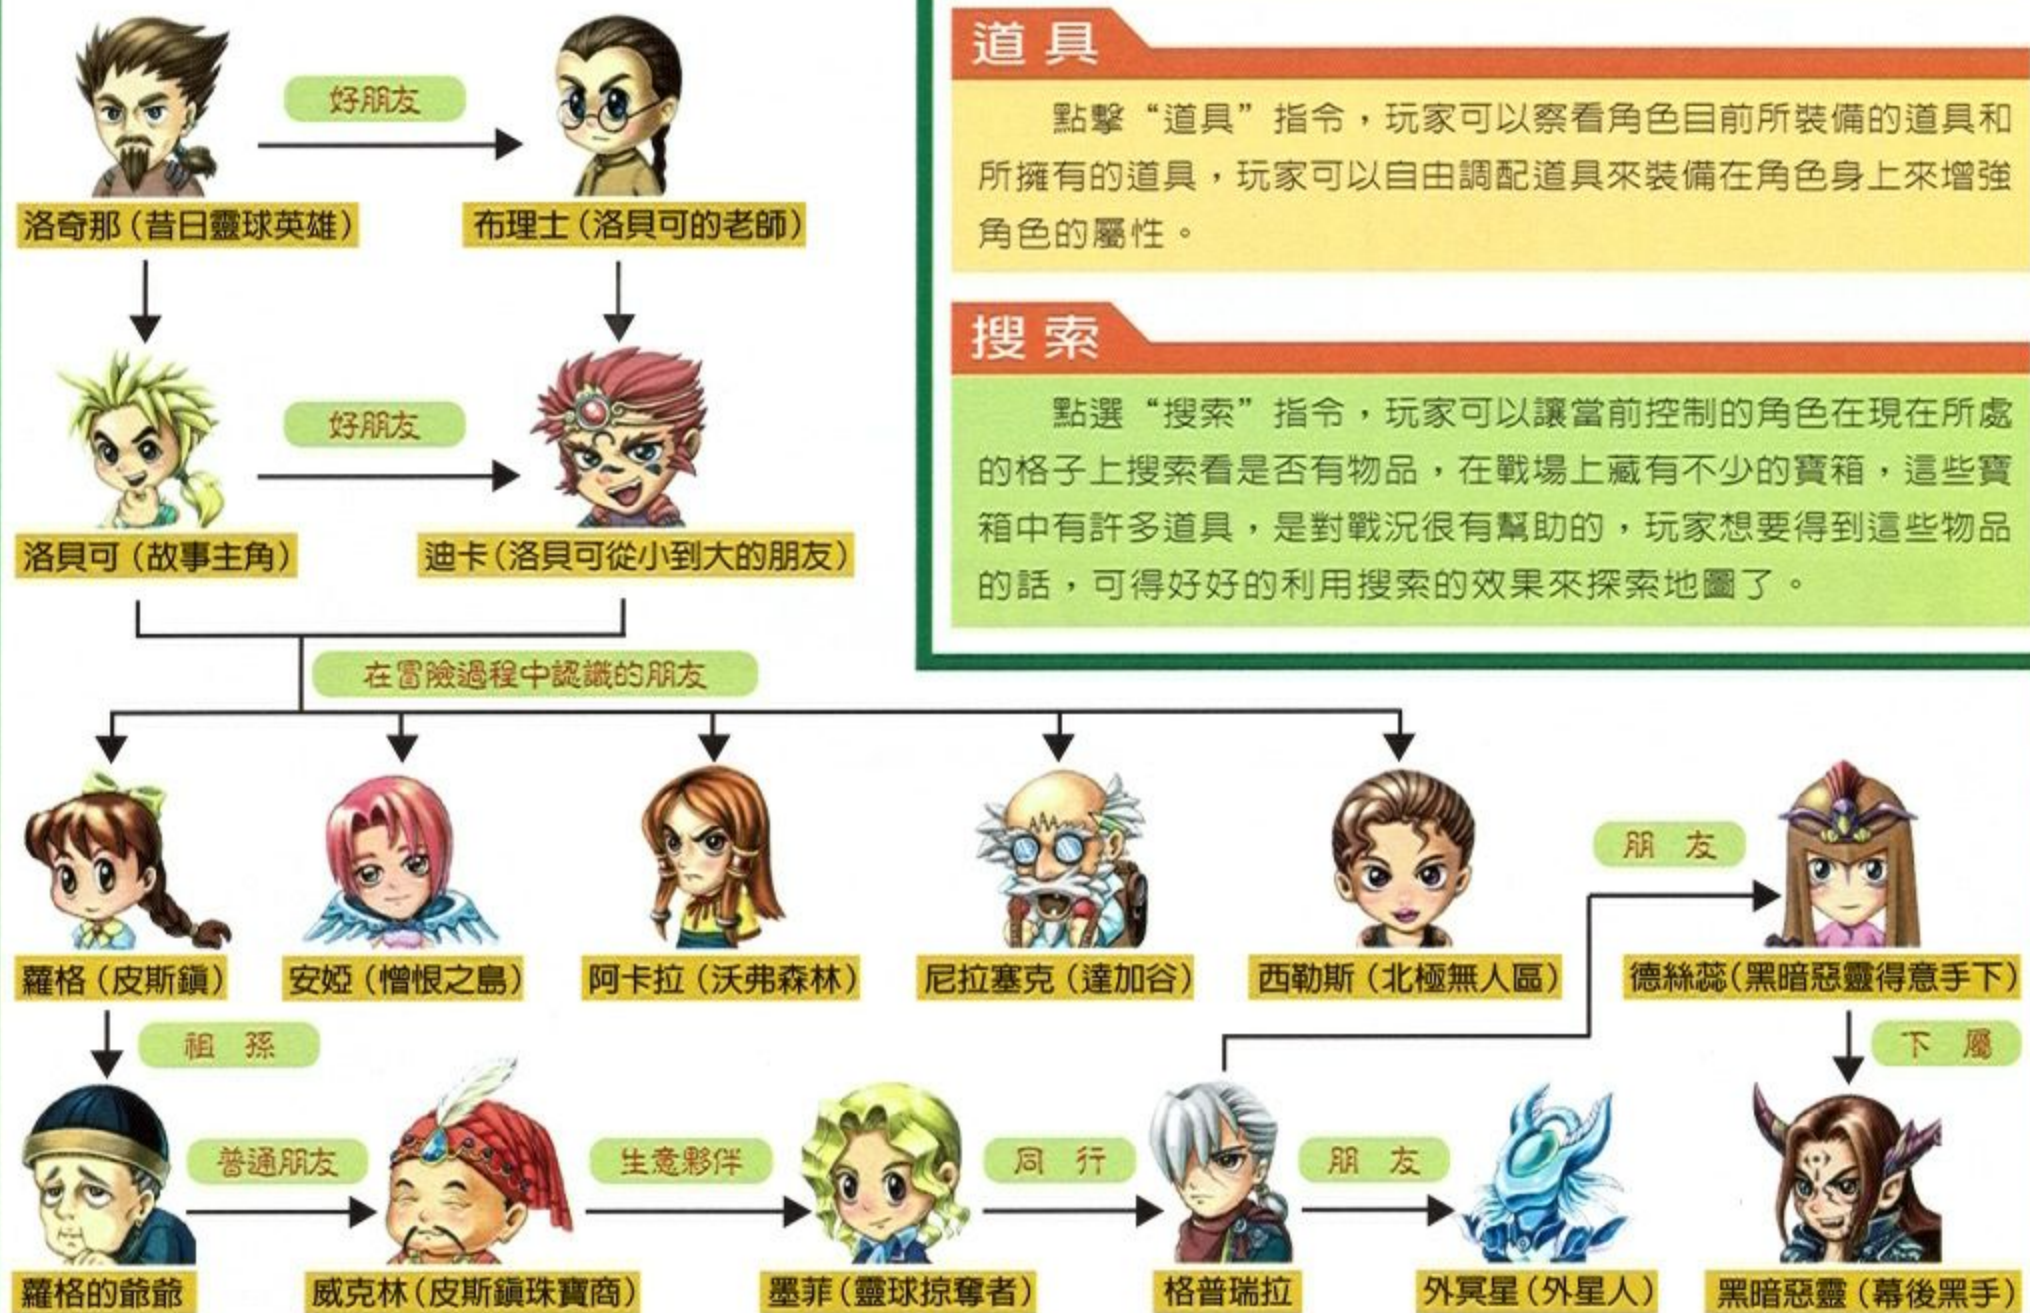 好朋友
洛奇那（昔日靈球英雄）
布理士（洛貝可的老師）
好朋友
洛貝可（故事主角）
迪卡（洛貝可從小到大的朋友）
道具
點擊“道具”指令，玩家可以察看角色目前所裝備的道具和
所擁有的道具，玩家可以自由調配道具來裝備在角色身上來增強
角色的屬性。
搜索
點選“搜索”指令，玩家可以讓當前控制的角色在現在所處
的格子上搜索看是否有物品，在戰場上藏有不少的寶箱，這些寶
箱中有許多道具，是對戰況很有幫助的，玩家想要得到這些物品
的話，可得好好的利用搜索的效果來探索地圖了。
在冒險過程中認識的朋友
朋友
蘿格（皮斯鎮）
安婭（憎恨之島）
阿卡拉（沃弗森林）
尼拉塞克（達加谷）
西勒斯（北極無人區）
德絲蕊（黑暗惡靈得意手下）
祖孫
下屬
普通朋友
生意夥伴
同行
朋友
蘿格的爺爺
威克林（皮斯鎮珠寶商）
墨菲（靈球掠奪者）
格普瑞拉
外冥星（外星人）
黑暗惡靈（幕後黑手）